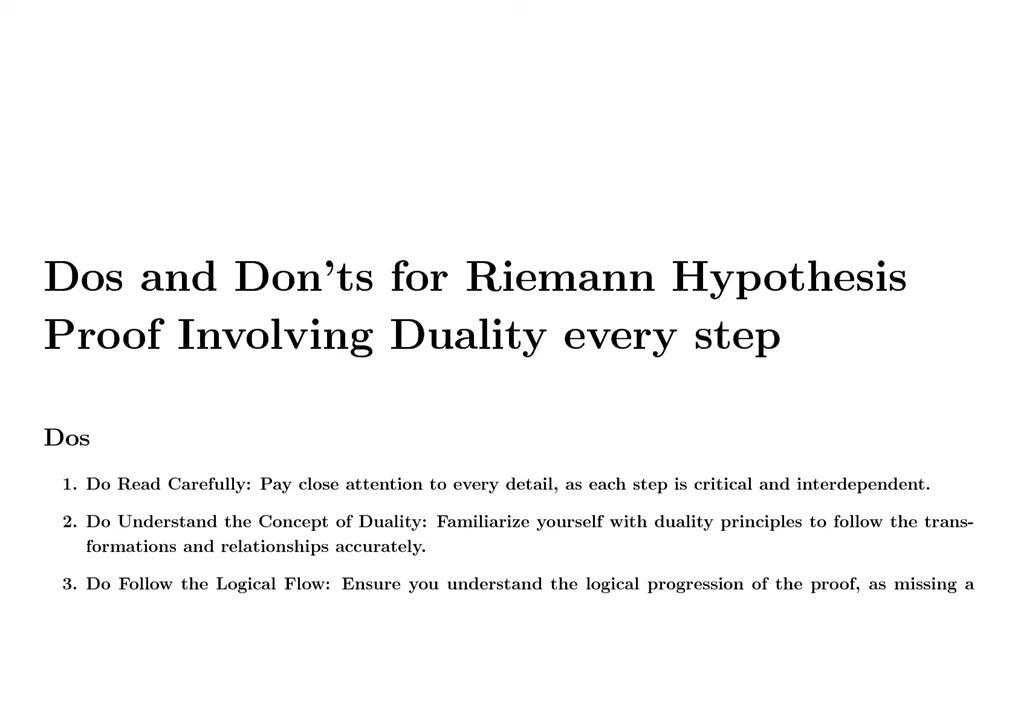 Dos and Don'ts for Riemann Hypothesis
Proof Involving Duality every step
Dos
1. Do Read Carefully: Pay close attention to every detail, as each step is critical and interdependent.
2. Do Understand the Concept of Duality: Familiarize yourself with duality principles to follow the trans-
formations and relationships accurately.
3. Do Follow the Logical Flow: Ensure you understand the logical progression of the proof, as missing a